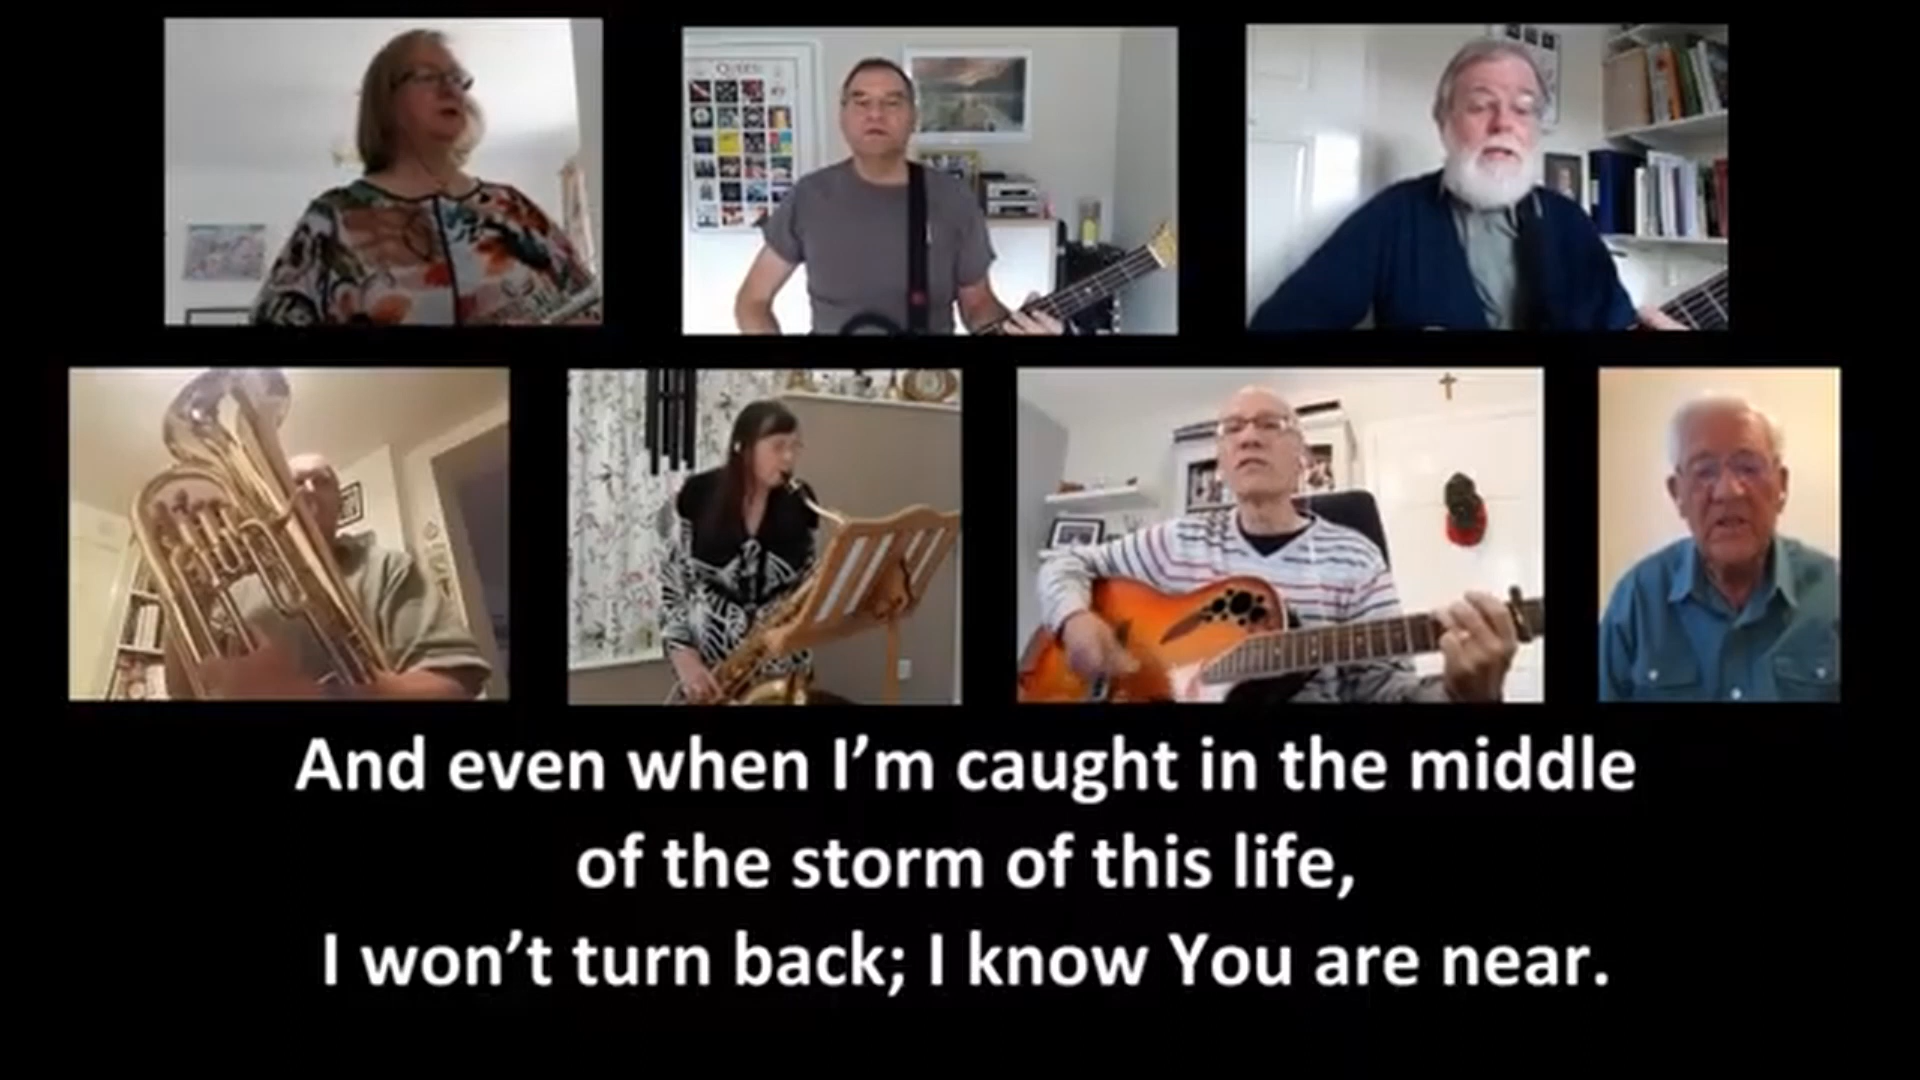 QUEEN
And even when I’m caught in the middle
of the storm of this life,
I won’t turn back; I know You are near.